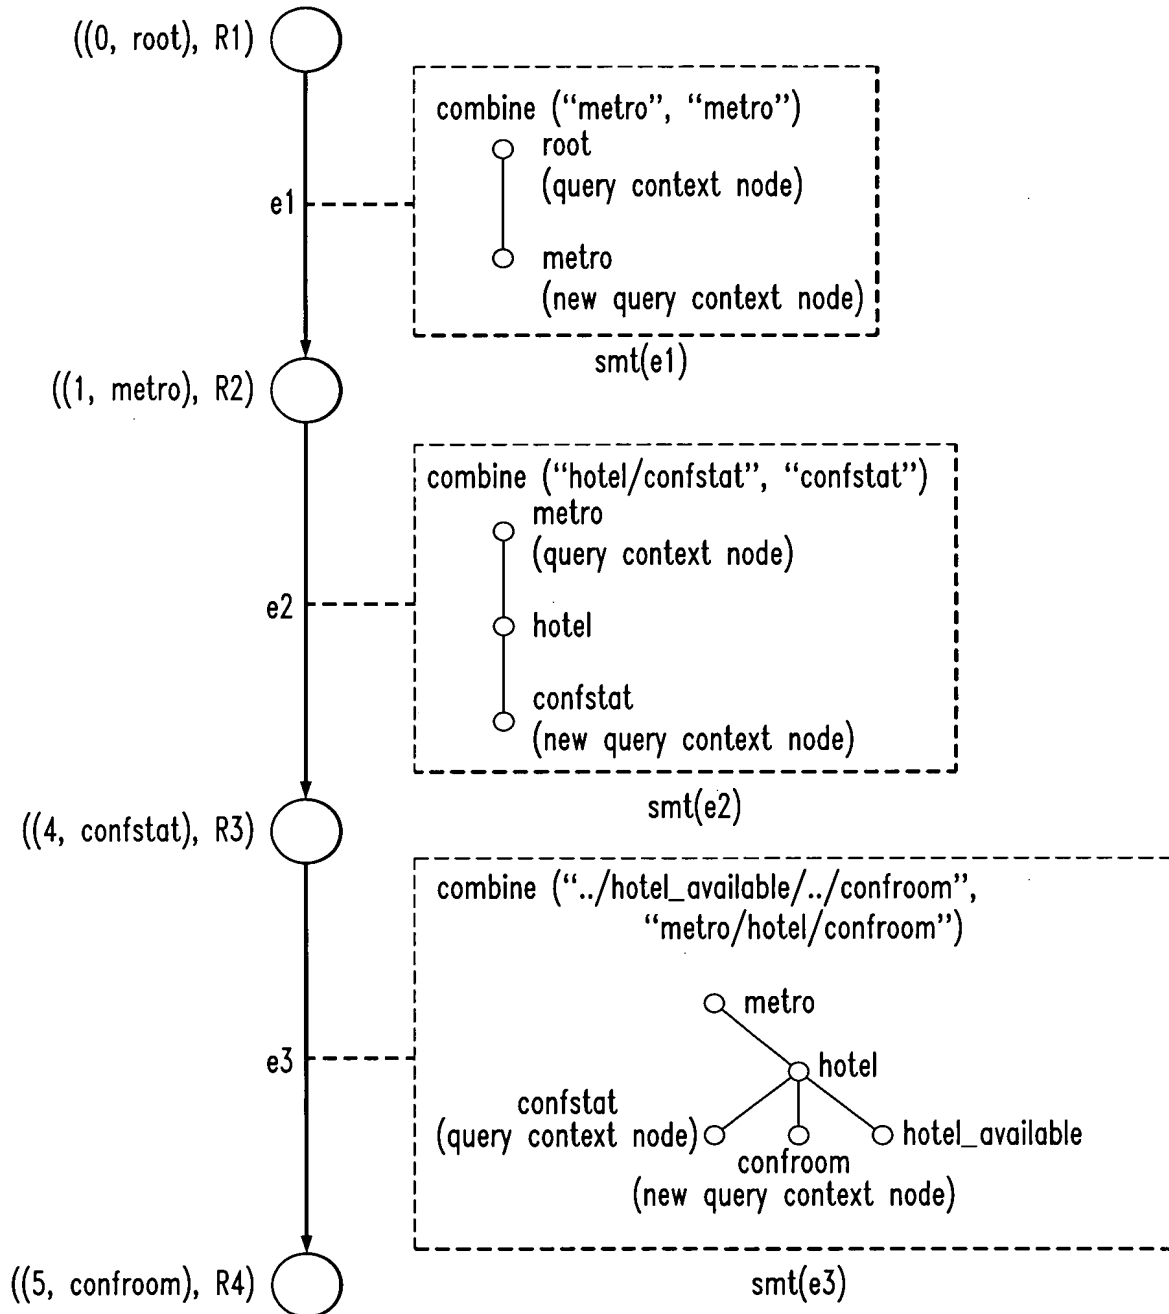 ((0, root), R1)
combine (“metro”, “metro”)
root
(query context node)
e1
metro
(new query context node)
smt(e1)
((1, metro), R2)
combine (“hotel/confstat”, “confstat”)
metro
(query context node)
e2
hotel
confstat
(new query context node)
smt(e2)
((4, confstat), R3)
combine (“../hotel_available/../confroom”,
“metro/hotel/confroom”)
metro
e3
hotel
confstat
(query context node)
hotel_available
confroom
(new query context node)
smt(e3)
((5, confroom), R4)